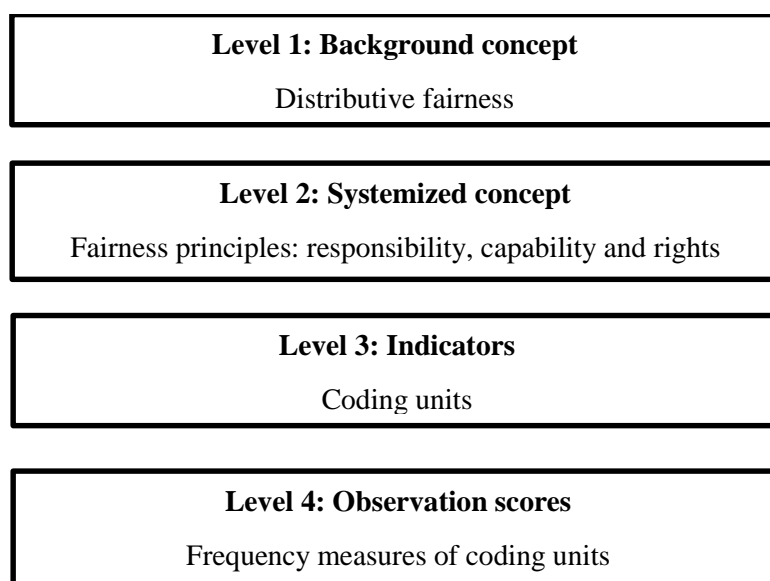 Level 1: Background concept
Distributive fairness
Level 2: Systemized concept
Fairness principles: responsibility, capability and rights
Level 3: Indicators
Coding units
Level 4: Observation scores
Frequency measures of coding units